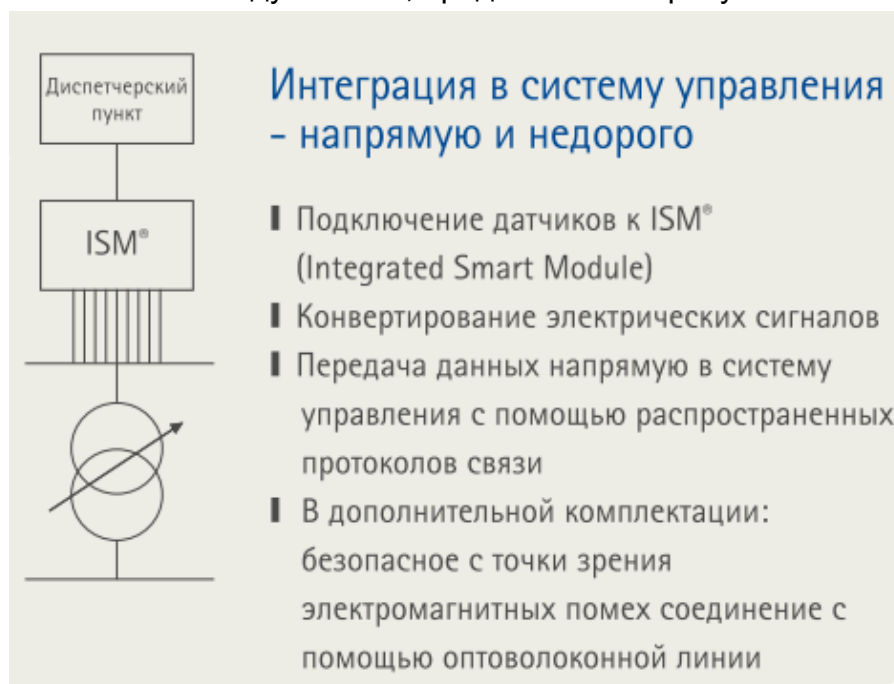 Диспетчерский
пункт
ISM®
Интеграция в систему управления
- напрямую и недорого
Подключение датчиков к ISM®
(Integrated Smart Module)
Конвертирование электрических сигналов
Передача данных напрямую в систему
управления с помощью распространенных
протоколов связи
В дополнительной комплектации:
безопасное с точки зрения
электромагнитных помех соединение с
помощью оптоволоконной линии